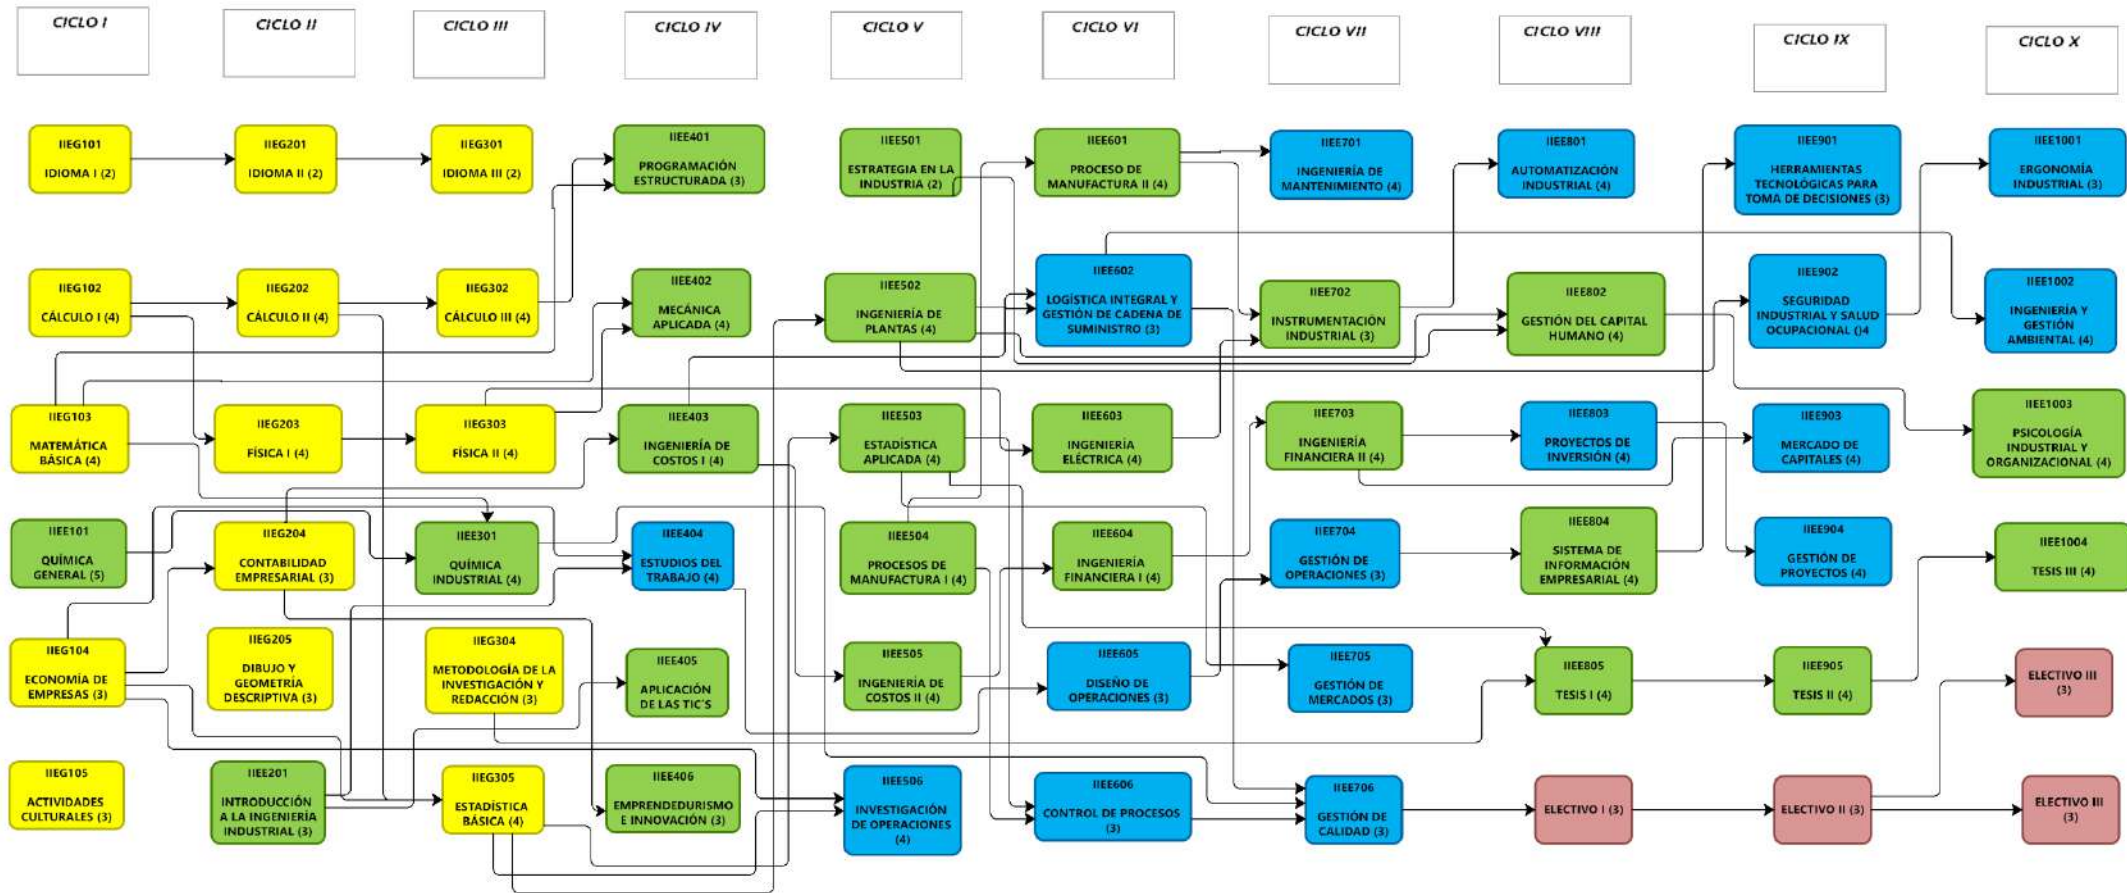 CICLO I
CICLO II
CICLO III
CICLO IV
CICLO V
CICLO VI
CICLO VII
CICLO VIII
CICLO IX
CICLO X
IIEG101
IDIOMA I (2)
IIEG201
IDIOMA II (2)
IIEG301
IDIOMA III (2)
IIEE401
PROGRAMACIÓN
ESTRUCTURADA (3)
IIEE501
ESTRATEGIA EN LA
INDUSTRIA (2)
IIEE601
PROCESO DE
MANUFACTURA II (4)
IIEE701
INGENIERÍA DE
MANTENIMIENTO (4)
IIEE801
AUTOMATIZACIÓN
INDUSTRIAL (4)
IIEE901
HERRAMIENTAS
TECNOLÓGICAS PARA
TOMA DE DECISIONES (3)
IIEE1001
ERGONOMÍA
INDUSTRIAL (3)
IIEG102
CÁLCULO I (4)
IIEG202
CÁLCULO II (4)
IIEG302
CÁLCULO III (4)
IIEE402
MECÁNICA
APLICADA (4)
IIEE502
INGENIERÍA DE
PLANTAS (4)
IIEE602
LOGÍSTICA INTEGRAL Y
GESTIÓN DE CADENA DE
SUMINISTRO (3)
IIEE702
INSTRUMENTACIÓN
INDUSTRIAL (3)
IIEE802
GESTIÓN DEL CAPITAL
HUMANO (4)
IIEE902
SEGURIDAD
INDUSTRIAL Y SALUD
OCUPACIONAL ()4
IIEE1002
INGENIERÍA Y
GESTIÓN
AMBIENTAL (4)
IIEG103
MATEMÁTICA
BÁSICA (4)
IIEG203
FÍSICA I (4)
IIEG303
FÍSICA II (4)
IIEE403
INGENIERÍA DE
COSTOS I (4)
IIEE503
ESTADÍSTICA
APLICADA (4)
IIEE603
INGENIERÍA
ELÉCTRICA (4)
IIEE703
INGENIERÍA
FINANCIERA II (4)
IIEE803
PROYECTOS DE
INVERSIÓN (4)
IIEE903
MERCADO DE
CAPITALES (4)
IIEE1003
PSICOLOGÍA
INDUSTRIAL Y
ORGANIZACIONAL (4)
IIEE101
QUÍMICA
GENERAL (5)
IIEG204
CONTABILIDAD
EMPRESARIAL (3)
IIEE301
QUÍMICA
INDUSTRIAL (4)
IIEE404
ESTUDIOS DEL
TRABAJO (4)
IIEE504
PROCESOS DE
MANUFACTURA I (4)
IIEE604
INGENIERÍA
FINANCIERA I (4)
IIEE704
GESTIÓN DE
OPERACIONES (3)
IIEE804
SISTEMA DE
INFORMACIÓN
EMPRESARIAL (4)
IIEE904
GESTIÓN DE
PROYECTOS (4)
IIEE1004
TESIS III (4)
IIEG104
ECONOMÍA DE
EMPRESAS (3)
IIEG205
DIBUJO Y
GEOMETRÍA
DESCRIPTIVA (3)
IIEG304
METODOLOGÍA DE LA
INVESTIGACIÓN Y
REDACCIÓN (3)
IIEE405
APLICACIÓN
DE LAS TIC´S
IIEE505
INGENIERÍA DE
COSTOS II (4)
IIEE605
DISEÑO DE
OPERACIONES (3)
IIEE705
GESTIÓN DE
MERCADOS (3)
IIEE805
TESIS I (4)
IIEE905
TESIS II (4)
ELECTIVO III
(3)
IIEG105
ACTIVIDADES
CULTURALES (3)
IIEE201
INTRODUCCIÓN
A LA INGENIERÍA
INDUSTRIAL (3)
IIEG305
ESTADÍSTICA
BÁSICA (4)
IIEE406
EMPRENDEDURISMO
E INNOVACIÓN (3)
IIEE506
INVESTIGACIÓN
DE OPERACIONES
(4)
IIEE606
CONTROL DE PROCESOS
(3)
IIEE706
GESTIÓN DE
CALIDAD (3)
ELECTIVO I (3)
ELECTIVO II (3)
ELECTIVO III
(3)